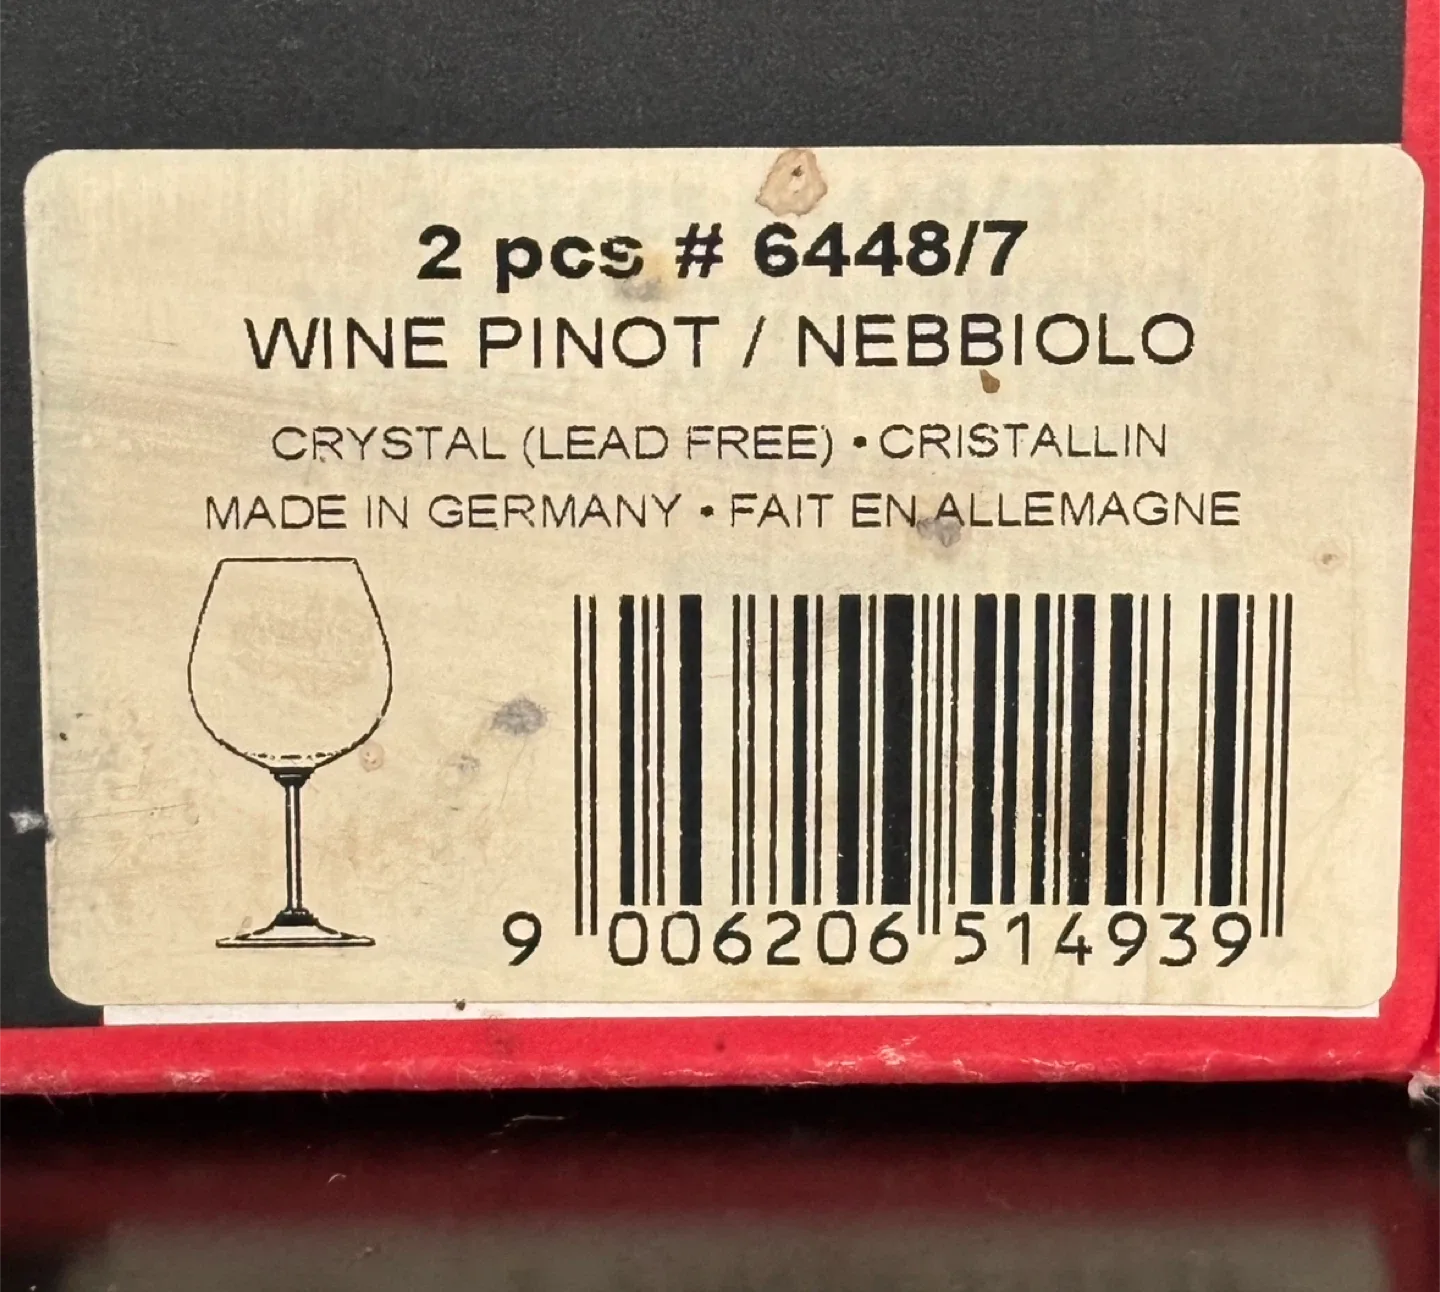 2 pcs # 6448/7
WINE PINOT / NEBBIOLO
CRYSTAL (LEAD FREE) • CRISTALLIN
MADE IN GERMANY • FAIT EN ALLEMAGNE
9 006206 514939